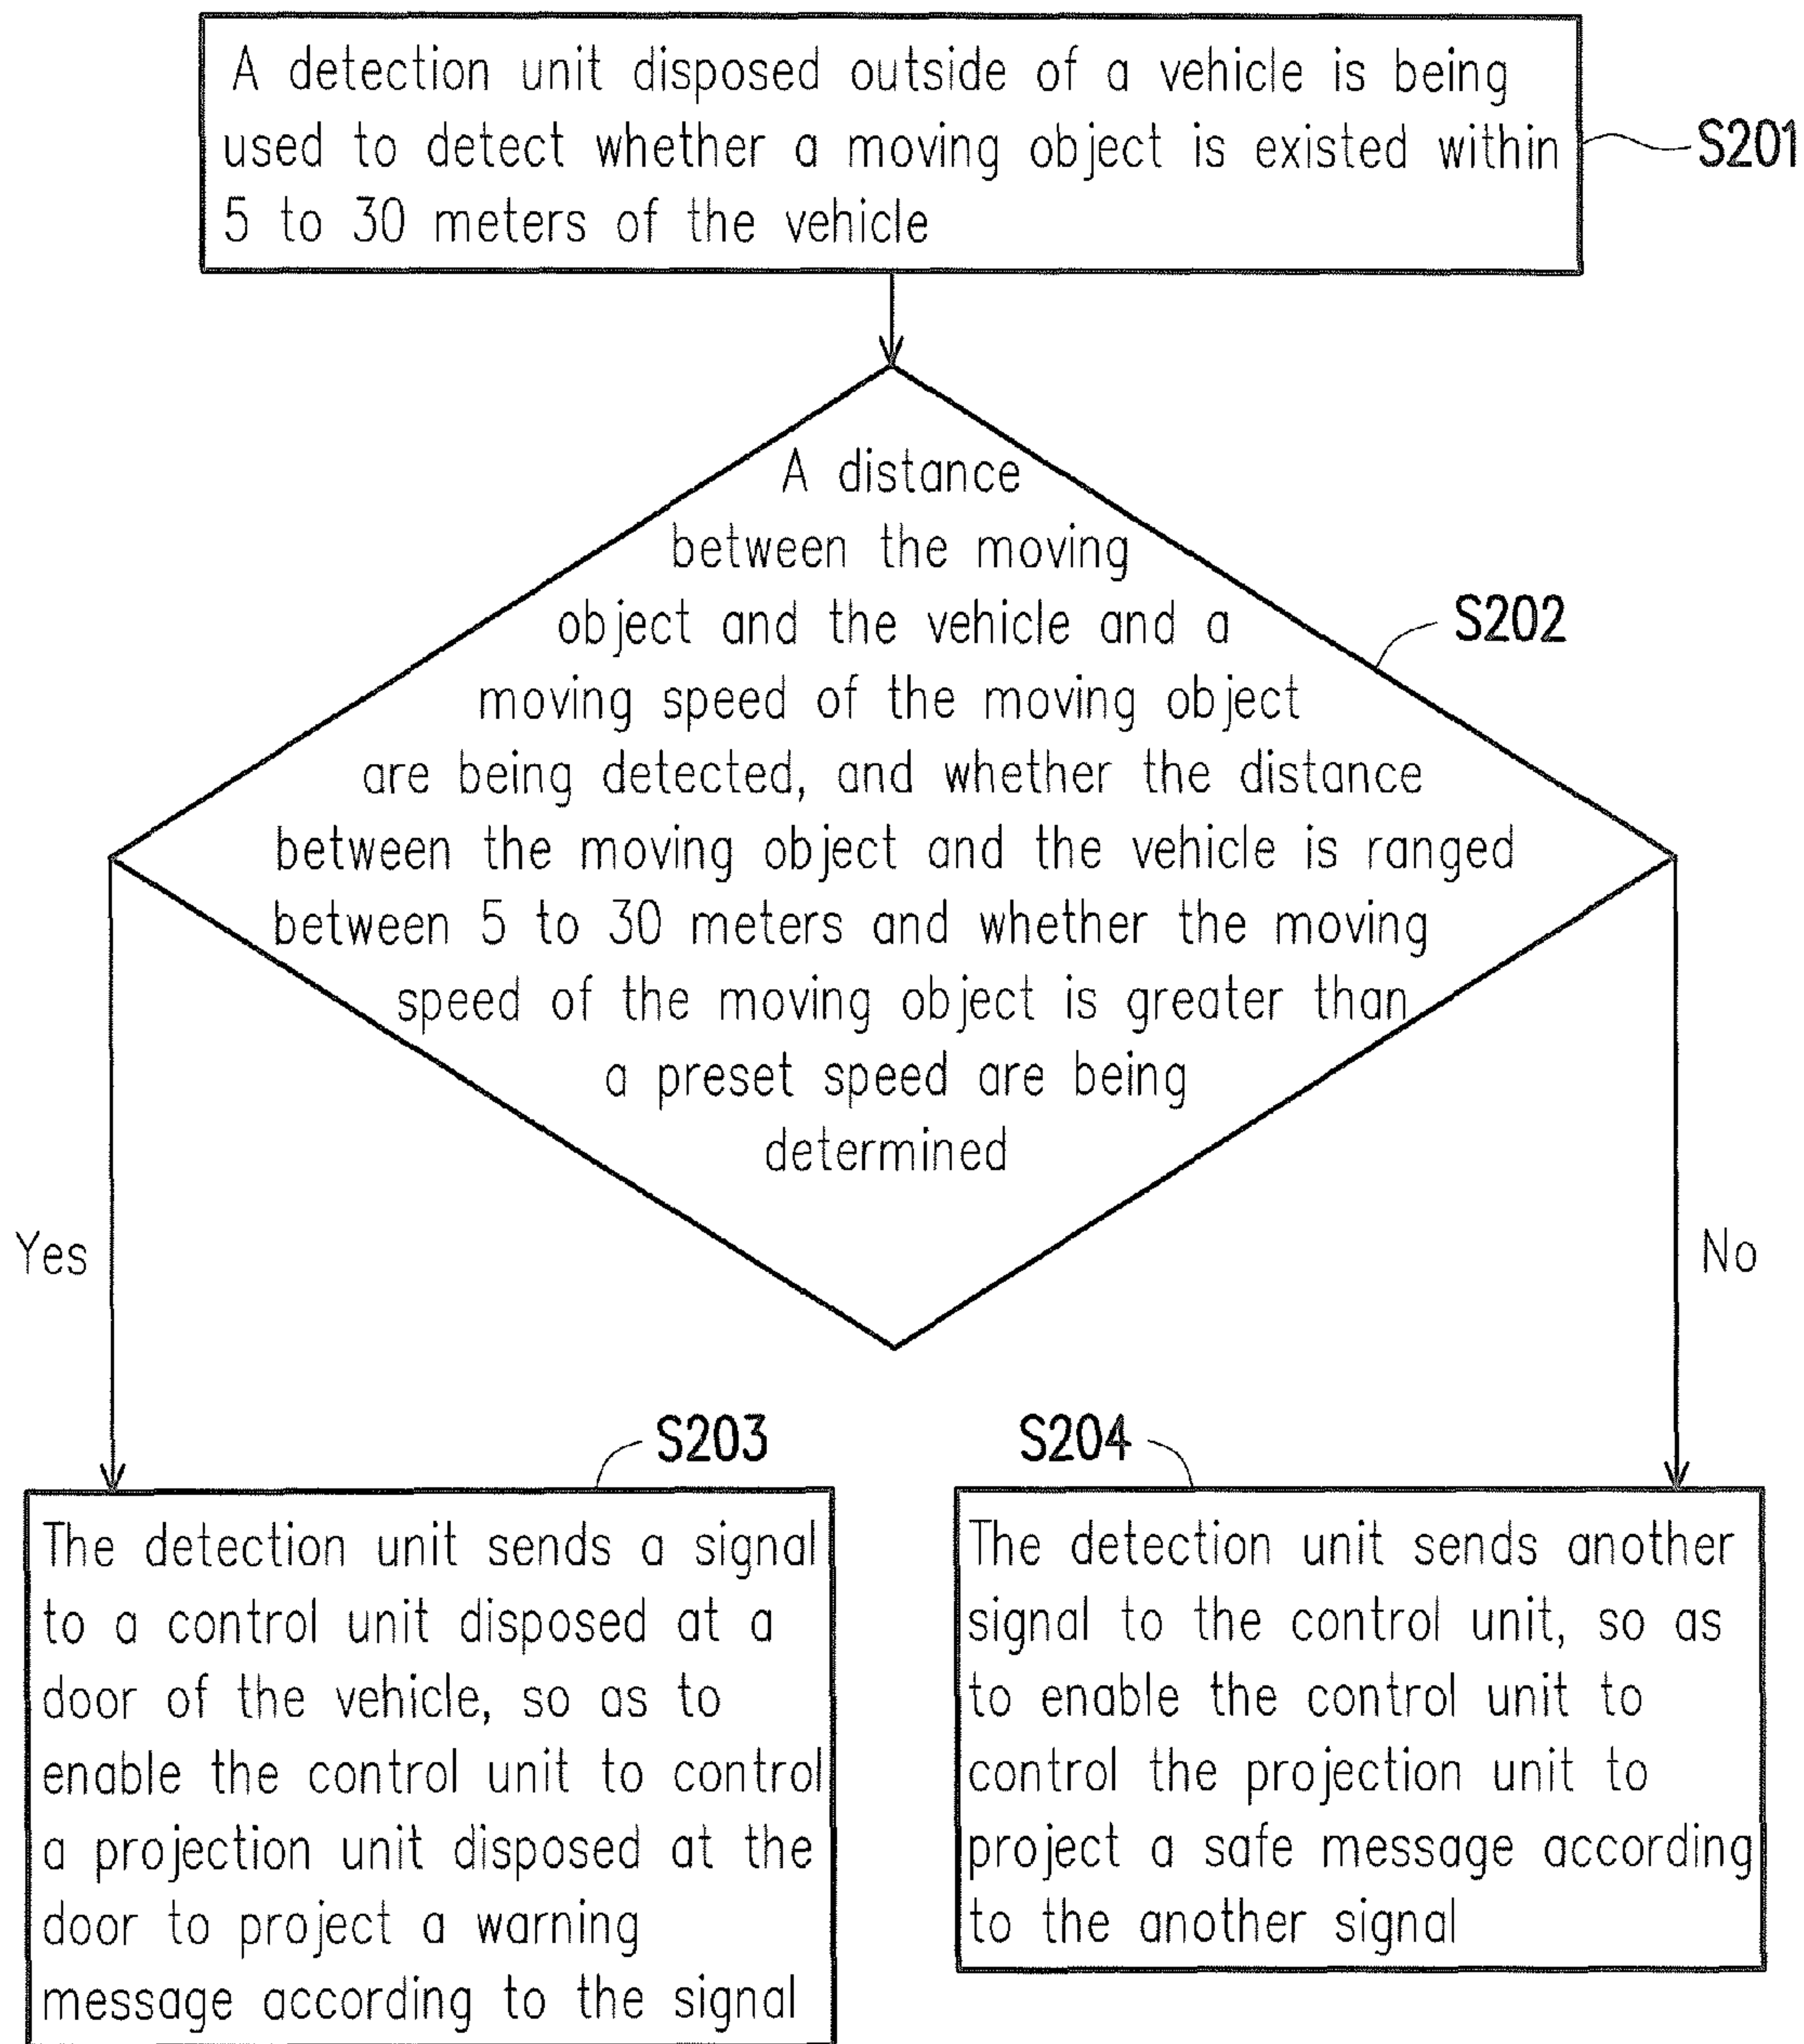 A detection unit disposed outside of a vehicle is being
used to detect whether a moving object is existed within
5 to 30 meters of the vehicle
S201
A distance
between the moving
object and the vehicle and a
moving speed of the moving object
are being detected, and whether the distance
between the moving object and the vehicle is ranged
between 5 to 30 meters and whether the moving
speed of the moving object is greater than
a preset speed are being
determined
S202
Yes
No
S203
The detection unit sends a signal
to a control unit disposed at a
door of the vehicle, so as to
enable the control unit to control
a projection unit disposed at the
door to project a warning
message according to the signal
S204
The detection unit sends another
signal to the control unit, so as
to enable the control unit to
control the projection unit to
project a safe message according
to the another signal